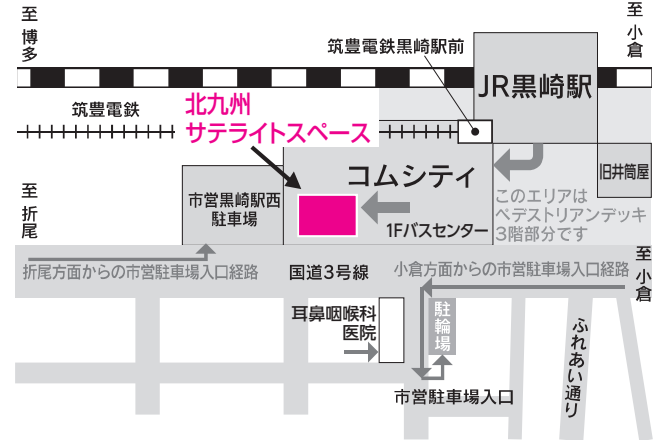 至 博多
至 小倉
筑豊電鉄黒崎駅前
JR黒崎駅
筑豊電鉄
北九州
サテライトスペース
コムシティ
旧井筒屋
至 折尾
市営黒崎駅西
駐車場
1Fバスセンター
このエリアは
ペデストリアンデッキ
3階部分です
至 小倉
折尾方面からの市営駐車場入口経路
国道3号線
小倉方面からの市営駐車場入口経路
耳鼻咽喉科
医院
駐輪場
ふれあい通り
市営駐車場入口